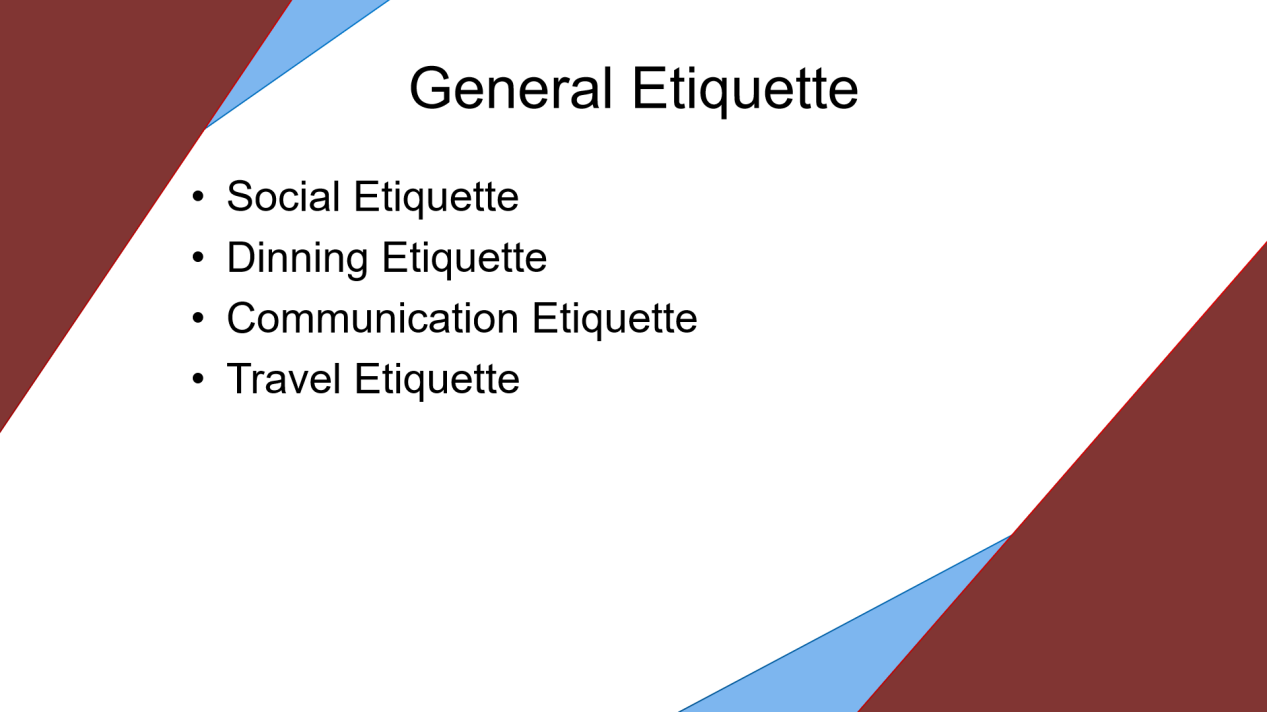 General Etiquette
• Social Etiquette
• Dinning Etiquette
• Communication Etiquette
• Travel Etiquette